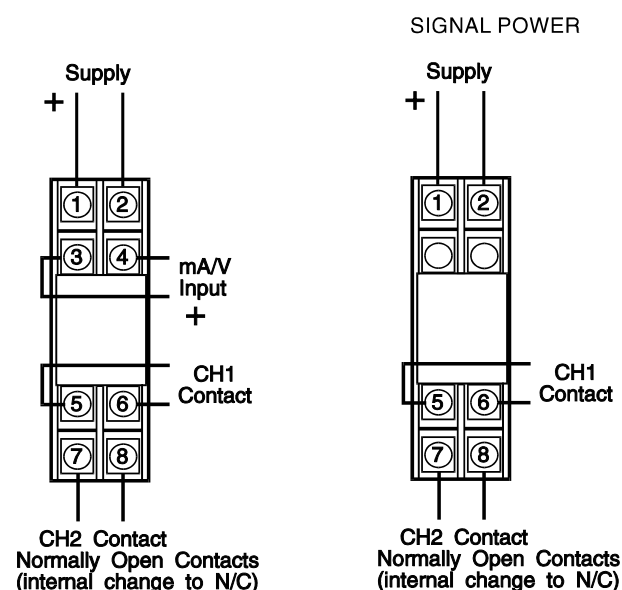 SIGNAL POWER
Supply
+
1 2
3 4
mA/V
Input
+
CH1
Contact
5 6
7 8
CH2 Contact
Normally Open Contacts
(internal change to N/C)
Supply
+
1 2
CH1
Contact
5 6
7 8
CH2 Contact
Normally Open Contacts
(internal change to N/C)